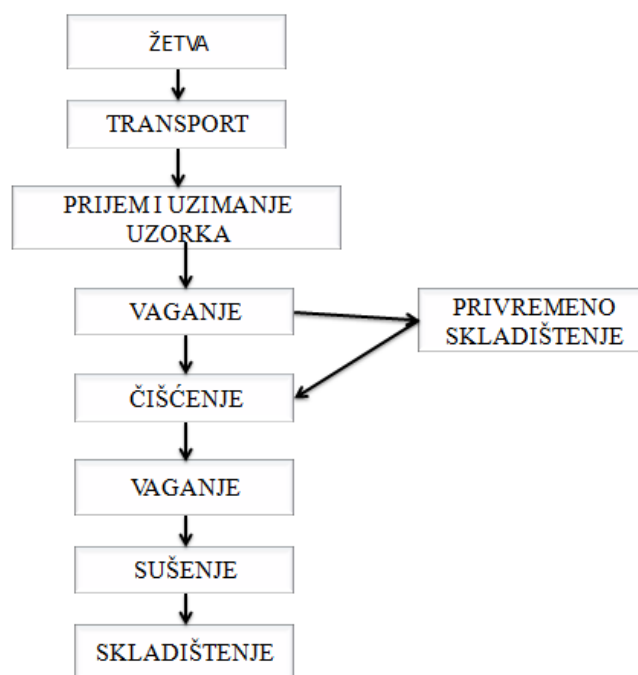 ŽETVA
TRANSPORT
PRIJEM I UZIMANJE
UZORKA
VAGANJE
PRIVREMENO
SKLADIŠTENJE
ČIŠĆENJE
VAGANJE
SUŠENJE
SKLADIŠTENJE